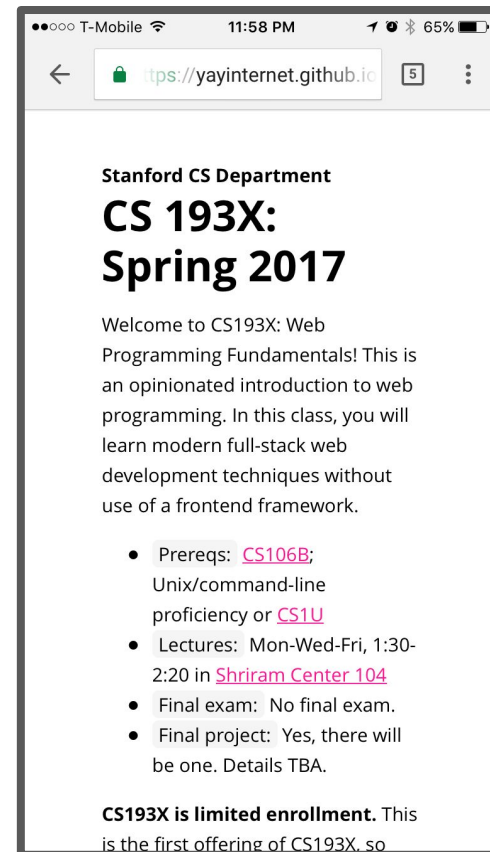 T-Mobile 11:58 PM 65%
tps://yayinternet.github.io 5
Stanford CS Department
CS 193X:
Spring 2017
Welcome to CS193X: Web
Programming Fundamentals! This is
an opinionated introduction to web
programming. In this class, you will
learn modern full-stack web
development techniques without
use of a frontend framework.
• Prereqs: CS106B;
Unix/command-line
proficiency or CS1U
• Lectures: Mon-Wed-Fri, 1:30-
2:20 in Shriram Center 104
• Final exam: No final exam.
• Final project: Yes, there will
be one. Details TBA.
CS193X is limited enrollment. This
is the first offering of CS193X, so